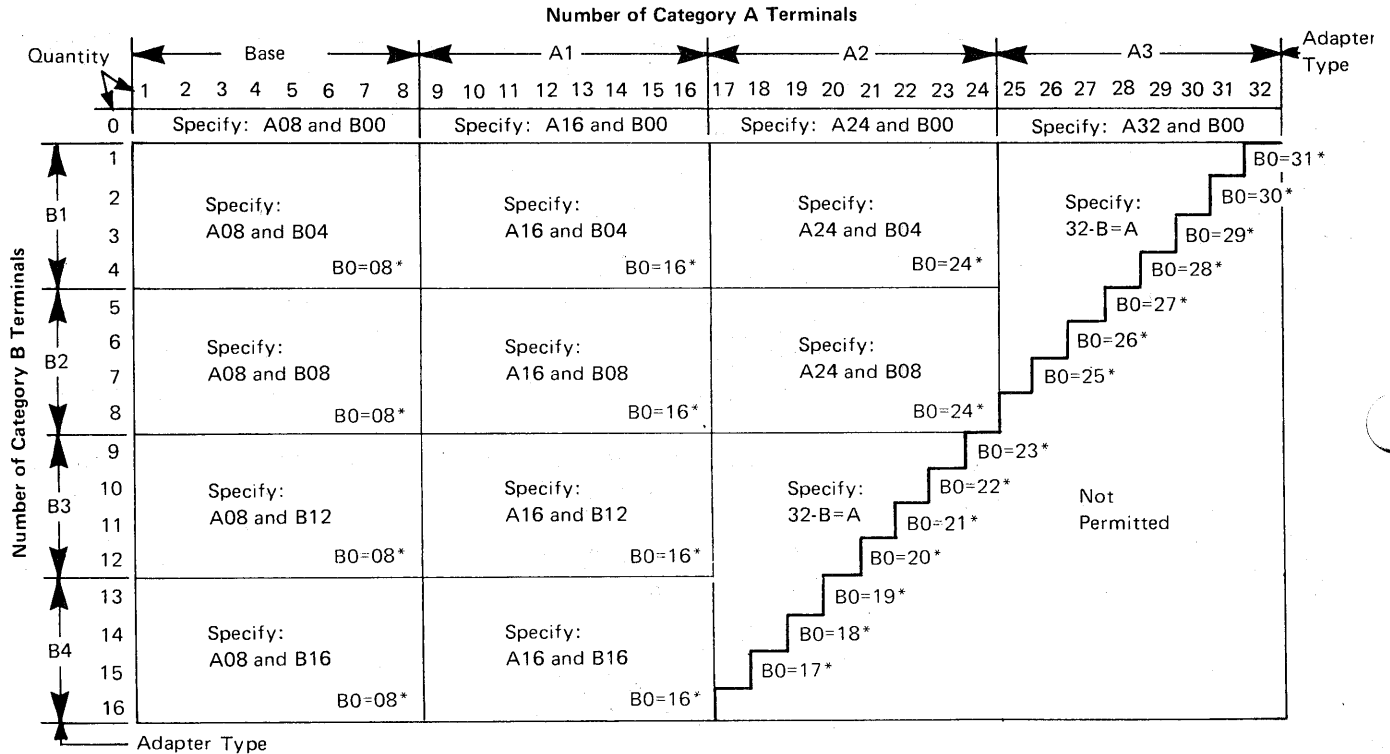 Number of Category A Terminals
Quantity
Base
A1
A2
A3
Adapter
Type
1 2 3 4 5 6 7 8 9 10 11 12 13 14 15 16 17 18 19 20 21 22 23 24 25 26 27 28 29 30 31 32
0 Specify: A08 and B00 Specify: A16 and B00 Specify: A24 and B00 Specify: A32 and B00
Number of Category B Terminals
B1
1
2
3
4
Specify:
A08 and B04
B0=08*
Specify:
A16 and B04
B0=16*
Specify:
A24 and B04
B0=24*
Specify:
32-B=A
B0=31*
B0=30*
B0=29*
B0=28*
B2
5
6
7
8
Specify:
A08 and B08
B0=08*
Specify:
A16 and B08
B0=16*
Specify:
A24 and B08
B0=24*
B0=27*
B0=26*
B0=25*
B3
9
10
11
12
Specify:
A08 and B12
B0=08*
Specify:
A16 and B12
B0=16*
Specify:
32-B=A
B0=23*
B0=22*
B0=21*
B0=20*
Not
Permitted
B4
13
14
15
16
Specify:
A08 and B16
B0=08*
Specify:
A16 and B16
B0=16*
B0=19*
B0=18*
B0=17*
Adapter Type